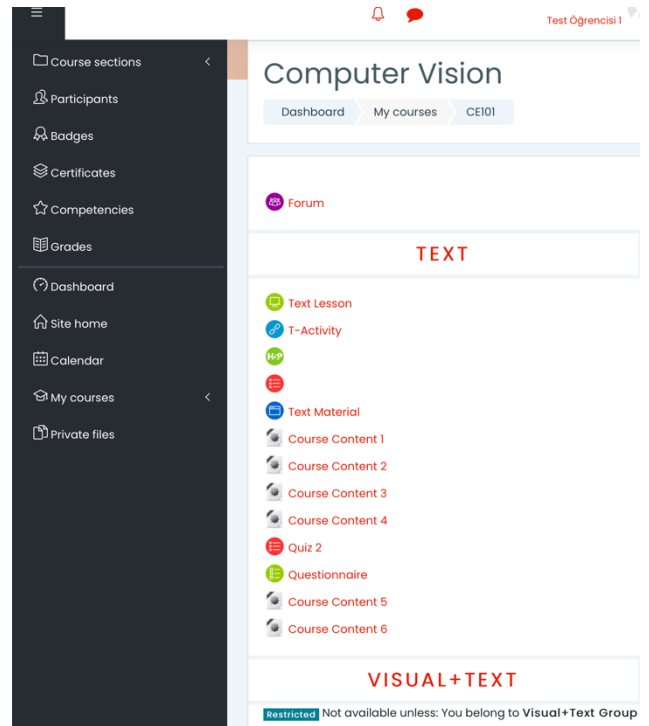 Test Öğrencisi 1
Course sections
Participants
Badges
Certificates
Competencies
Grades
Dashboard
Site home
Calendar
My courses
Private files
Computer Vision
Dashboard My courses CE101
Forum
TEXT
Text Lesson
T-Activity
H5P
Text Material
Course Content 1
Course Content 2
Course Content 3
Course Content 4
Quiz 2
Questionnaire
Course Content 5
Course Content 6
VISUAL+TEXT
Restricted Not available unless: You belong to Visual+Text Group